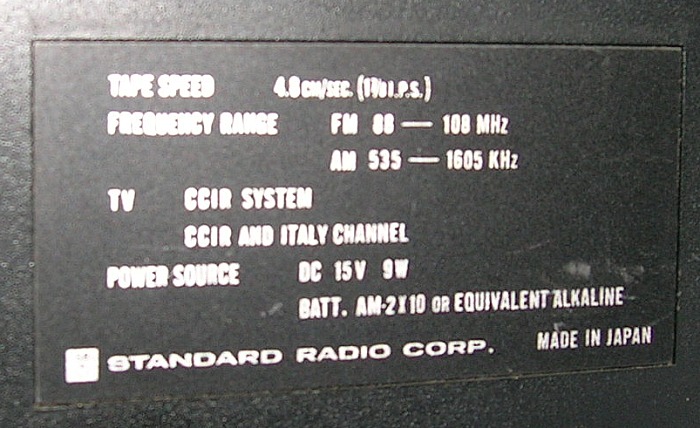 TAPE SPEED 4.8 CM/SEC. (1 7/8 I.P.S.)
FREQUENCY RANGE FM 88 — 108 MHz
AM 535 — 1605 KHz
TV CCIR SYSTEM
CCIR AND ITALY CHANNEL
POWER SOURCE DC 15V 9W
BATT. AM-2X10 OR EQUIVALENT ALKALINE
STANDARD RADIO CORP. MADE IN JAPAN